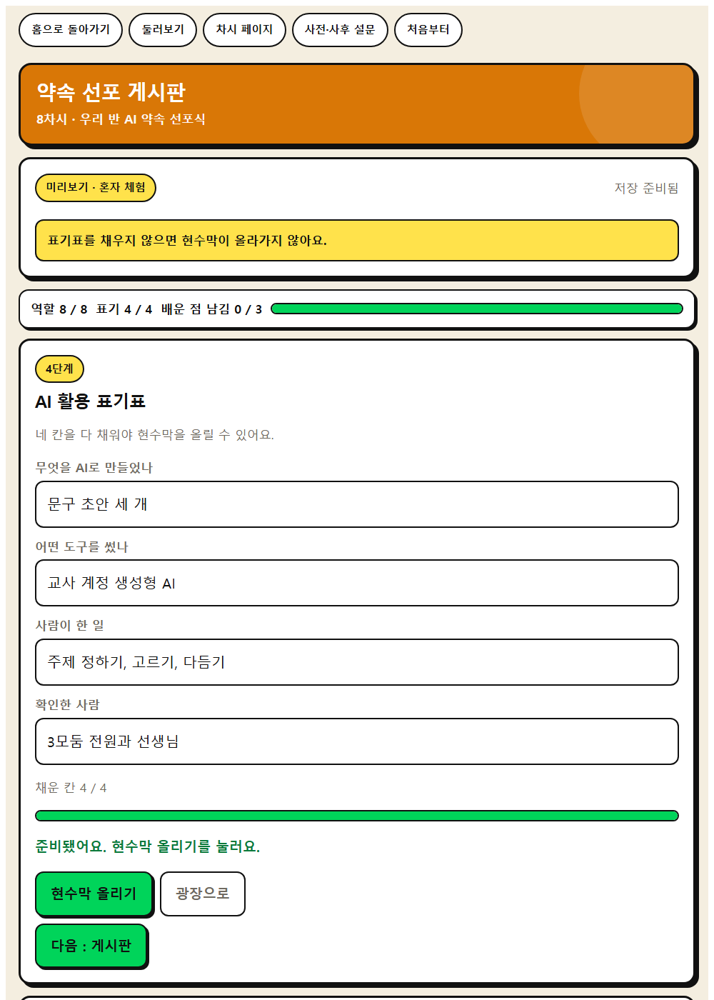 홈으로 돌아가기
둘러보기
차시 페이지
사전·사후 설문
처음부터
약속 선포 게시판
8차시 · 우리 반 AI 약속 선포식
미리보기 · 혼자 체험
저장 준비됨
표기표를 채우지 않으면 현수막이 올라가지 않아요.
역할 8 / 8 표기 4 / 4 배운 점 남김 0 / 3
4단계
AI 활용 표기표
네 칸을 다 채워야 현수막을 올릴 수 있어요.
무엇을 AI로 만들었나
문구 초안 세 개
어떤 도구를 썼나
교사 계정 생성형 AI
사람이 한 일
주제 정하기, 고르기, 다듬기
확인한 사람
3모둠 전원과 선생님
채운 칸 4 / 4
준비됐어요. 현수막 올리기를 눌러요.
현수막 올리기
광장으로
다음 : 게시판